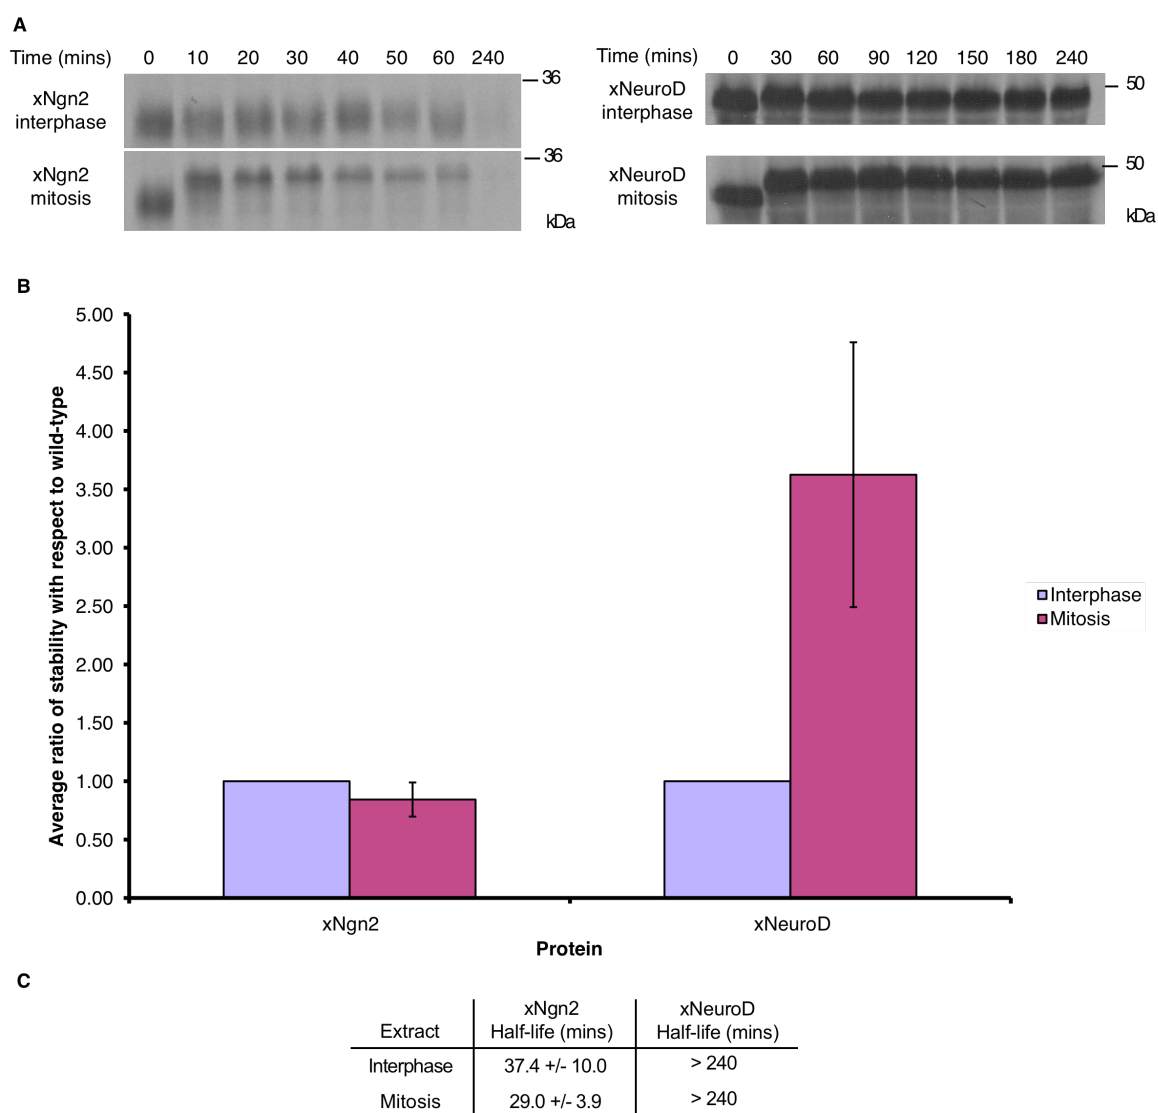 A
Time (mins) 0 10 20 30 40 50 60 240
xNgn2
interphase
36
xNgn2
mitosis
36
kDa
Time (mins) 0 30 60 90 120 150 180 240
xNeuroD
interphase
50
xNeuroD
mitosis
50
kDa
B
Average ratio of stability with respect to wild-type
5.00
4.50
4.00
3.50
3.00
2.50
2.00
1.50
1.00
0.50
0.00
xNgn2 xNeuroD
Protein
Interphase
Mitosis
C
xNgn2 xNeuroD
Extract Half-life (mins) Half-life (mins)
Interphase 37.4 +/- 10.0 > 240
Mitosis 29.0 +/- 3.9 > 240